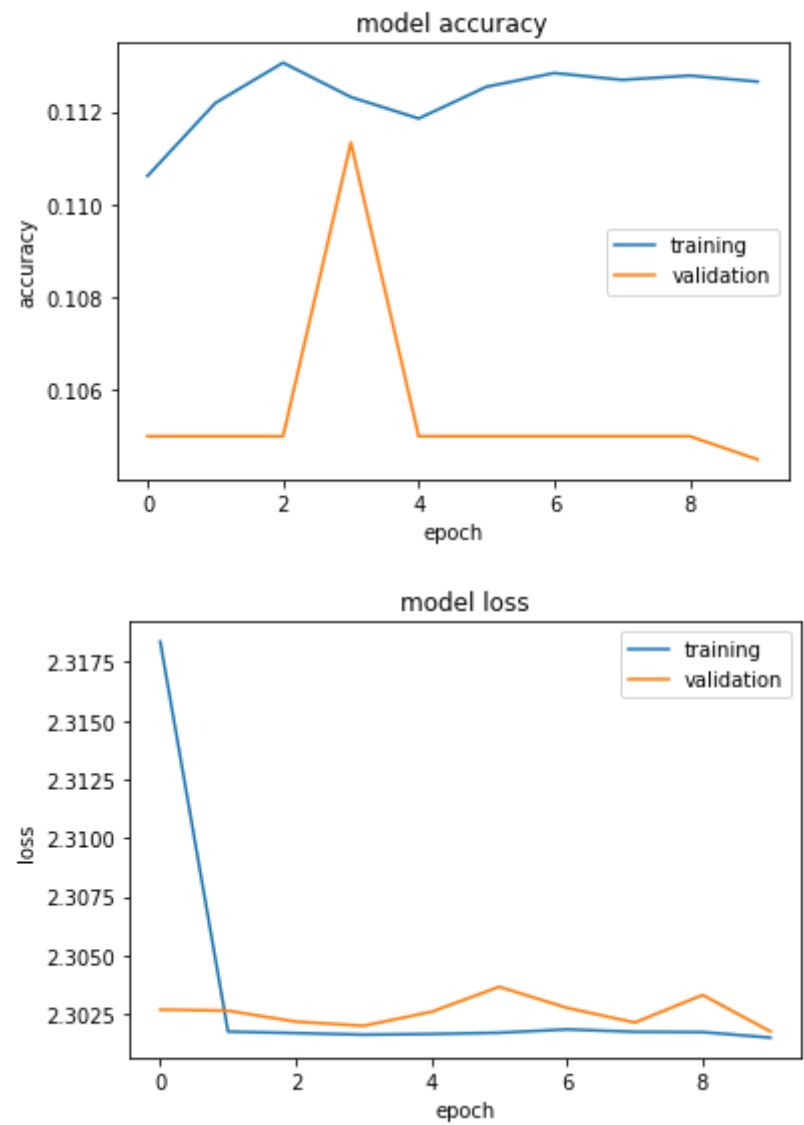 model accuracy
0.112
0.110
0.108
0.106
accuracy
training
validation
0 2 4 6 8
epoch
model loss
2.3175
2.3150
2.3125
2.3100
2.3075
2.3050
2.3025
loss
training
validation
0 2 4 6 8
epoch